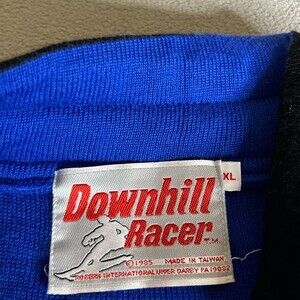 Downhill
Racer T.M.
XL
©1985 MADE IN TAIWAN
INTERNATIONAL UPPER DARBY PA 19082